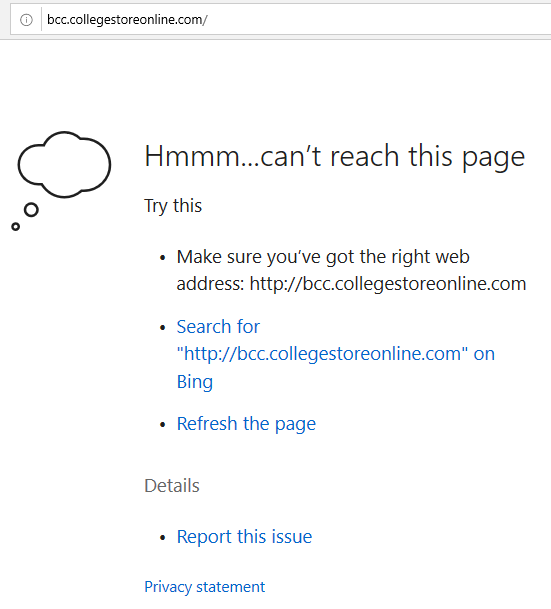 bcc.collegestoreonline.com/
Hmmm...can't reach this page
Try this
• Make sure you've got the right web
address: http://bcc.collegestoreonline.com
• Search for
"http://bcc.collegestoreonline.com" on
Bing
• Refresh the page
Details
• Report this issue
Privacy statement